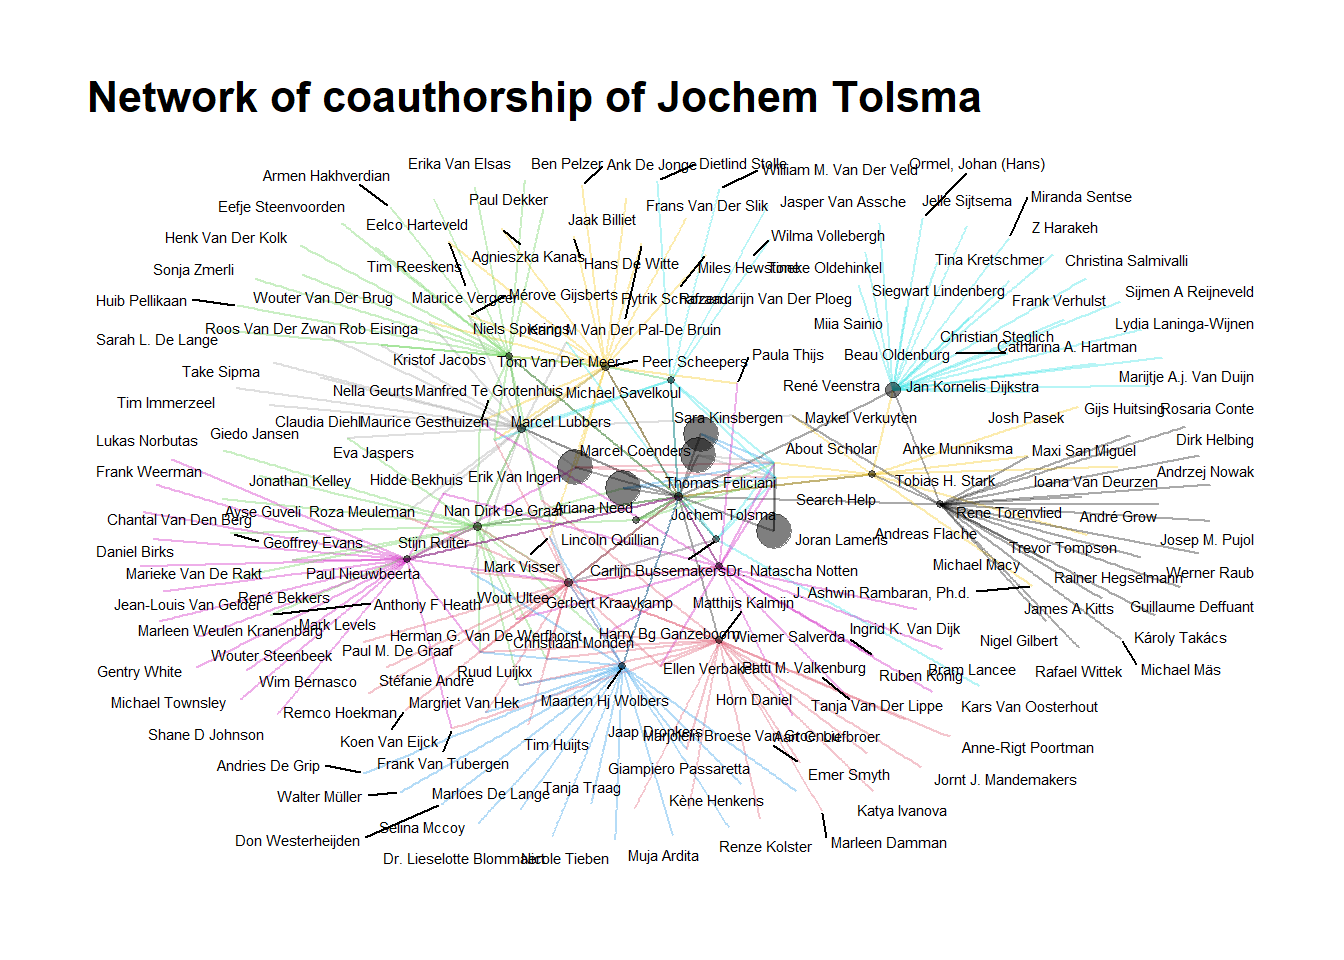 Network of coauthorship of Jochem Tolsma
Erika Van Elsas
Ben Pelzer
Ank De Jonge
Dietlind Stolle
William M. Van Der Veld
Ormel, Johan (Hans)
Armen Hakhverdian
Paul Dekker
Frans Van Der Slik
Jasper Van Assche
Jelle Sijtsema
Miranda Sentse
Eefje Steenvoorden
Eelco Harteveld
Jaak Billiet
Z Harakeh
Henk Van Der Kolk
Wilma Vollebergh
Sonja Zmerli
Tim Reeskens
Agnieszka Kanas
Hans De Witte
Miles Hewstone
Tineke Oldehinkel
Tina Kretschmer
Christina Salmivalli
Huib Pellikaan
Wouter Van Der Brug
Maurice Vergeer
Mérove Gijsberts
Pytrik Schafraad
Siegwart Lindenberg
Frank Verhulst
Sijmen A Reijneveld
Roos Van Der Zwan
Rob Eisinga
Niels Spierings
Karin M Van Der Pal-De Bruin
Miia Sainio
Christian Steglich
Lydia Laninga-Wijnen
Sarah L. De Lange
Kristof Jacobs
Tom Van Der Meer
Peer Scheepers
Paula Thijs
Beau Oldenburg
Catharina A. Hartman
Take Sipma
Nella Geurts
Manfred Te Grotenhuis
Michael Savelkoul
René Veenstra
Jan Kornelis Dijkstra
Marijtje A.j. Van Duijn
Tim Immerzeel
Claudia Diehl
Maurice Gesthuizen
Marcel Lubbers
Sara Kinsbergen
Maykel Verkuyten
Josh Pasek
Gijs Huitsing
Rosaria Conte
Lukas Norbutas
Giedo Jansen
Eva Jaspers
Marcel Coenders
About Scholar
Anke Munniksma
Maxi San Miguel
Dirk Helbing
Frank Weerman
Jonathan Kelley
Hidde Bekhuis
Erik Van Ingen
Thomas Feliciani
Tobias H. Stark
Ioana Van Deurzen
Andrzej Nowak
Chantal Van Den Berg
Ayse Guveli
Roza Meuleman
Nan Dirk De Graaf
Ariana Need
Jochem Tolsma
Search Help
Rene Torenvlied
André Grow
Daniel Birks
Geoffrey Evans
Stijn Ruiter
Lincoln Quillian
Joran Lameris
Andreas Flache
Trevor Tompson
Josep M. Pujol
Marieke Van De Rakt
Paul Nieuwbeerta
Mark Visser
Carlijn Bussemakers
Dr. Natascha Notten
Michael Macy
Rainer Hegselmann
Werner Raub
Jean-Louis Van Gelder
René Bekkers
Anthony F Heath
Wout Ultee
Gerbert Kraaykamp
Matthijs Kalmijn
J. Ashwin Rambaran, Ph.d.
James A Kitts
Guillaume Deffuant
Marleen Weulen Kranenbarg
Mark Levels
Herman G. Van De Werfhorst
Christiaan Monden
Harry Bg Ganzeboom
Wiemer Salverda
Ingrid K. Van Dijk
Nigel Gilbert
Károly Takács
Gentry White
Wouter Steenbeek
Paul M. De Graaf
Ruud Luijkx
Ellen Verbakel
Patti M. Valkenburg
Ruben Konig
Bram Lancee
Rafael Wittek
Michael Mäs
Michael Townsley
Wim Bernasco
Stéfanie André
Margriet Van Hek
Maarten Hj Wolbers
Horn Daniel
Tanja Van Der Lippe
Kars Van Oosterhout
Shane D Johnson
Remco Hoekman
Koen Van Eijck
Tim Huijts
Jaap Dronkers
Marjolein Broese Van Groenou
Aart C. Liefbroer
Anne-Rigt Poortman
Andries De Grip
Frank Van Tubergen
Giampiero Passaretta
Emer Smyth
Jornt J. Mandemakers
Walter Müller
Marloes De Lange
Tanja Traag
Kène Henkens
Katya Ivanova
Don Westerheijden
Selina Mccoy
Renze Kolster
Marleen Damman
Dr. Lieselotte Blommaert
Nicole Tieben
Muja Ardita